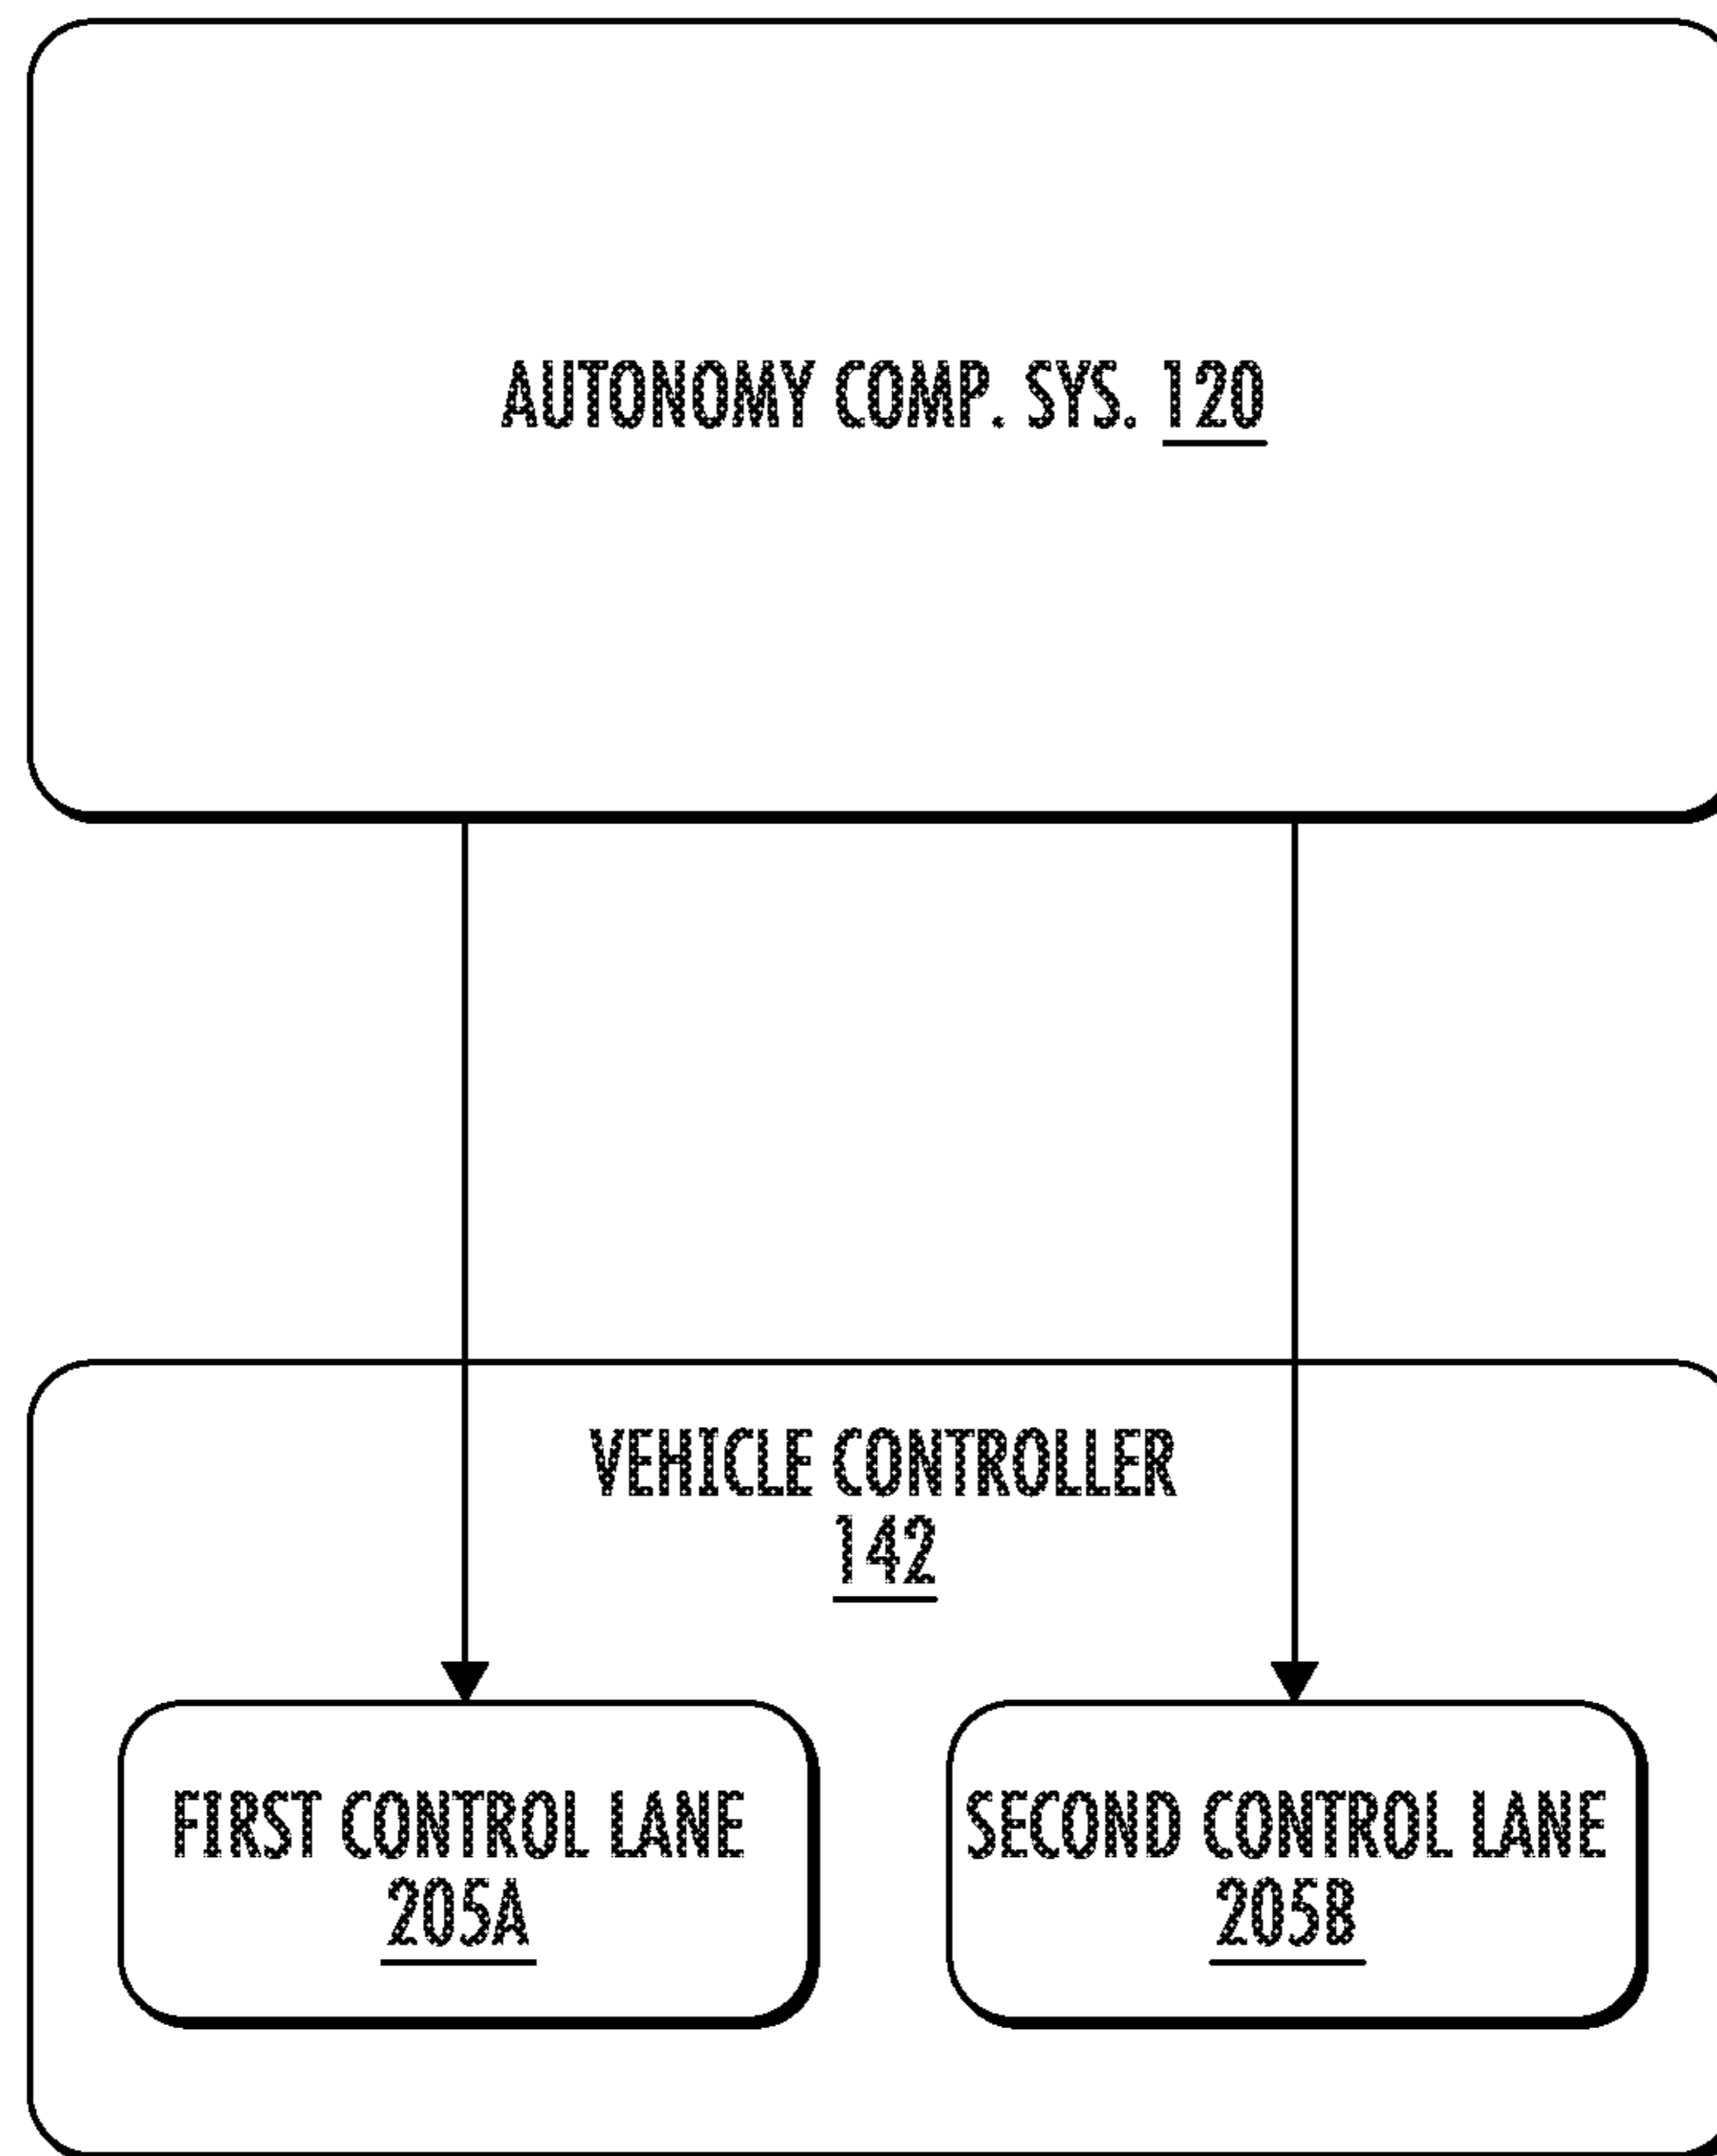 AUTONOMY COMP. SYS. 120
VEHICLE CONTROLLER
142
FIRST CONTROL LANE
205A
SECOND CONTROL LANE
205B